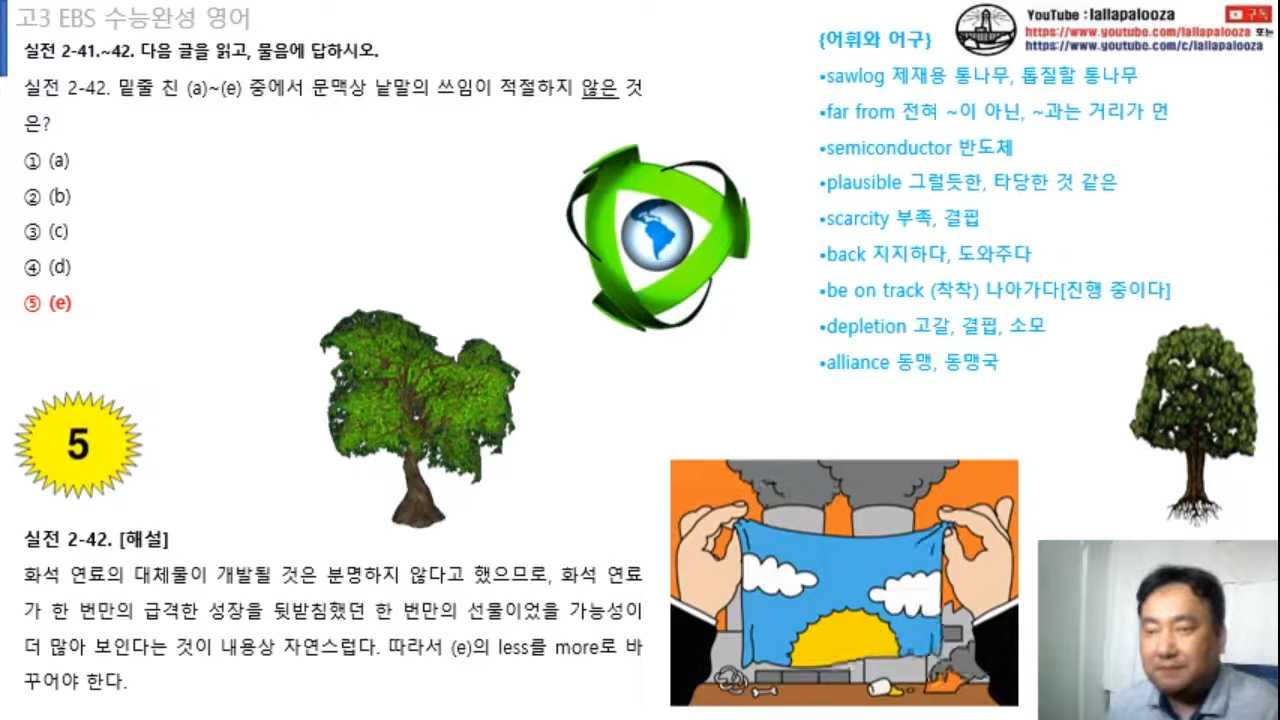 고3 EBS 수능완성 영어
실전 2-41.~42. 다음 글을 읽고, 물음에 답하시오.
실전 2-42. 밑줄 친 (a)~(e) 중에서 문맥상 낱말의 쓰임이 적절하지 않은 것
은?
① (a)
② (b)
③ (c)
④ (d)
⑤ (e)
5
실전 2-42. [해설]
화석 연료의 대체물이 개발될 것은 분명하지 않다고 했으므로, 화석 연료
가 한 번만의 급격한 성장을 뒷받침했던 한 번만의 선물이었을 가능성이
더 많아 보인다는 것이 내용상 자연스럽다. 따라서 (e)의 less를 more로 바
꾸어야 한다.
{어휘와 어구}
•sawlog 제재용 통나무, 톱질할 통나무
•far from 전혀 ~이 아닌, ~과는 거리가 먼
•semiconductor 반도체
•plausible 그럴듯한, 타당한 것 같은
•scarcity 부족, 결핍
•back 지지하다, 도와주다
•be on track (착착) 나아가다[진행 중이다]
•depletion 고갈, 결핍, 소모
•alliance 동맹, 동맹국
YouTube : lallapalooza
구독
https://www.youtube.com/lallapalooza 또는
https://www.youtube.com/c/lallapalooza